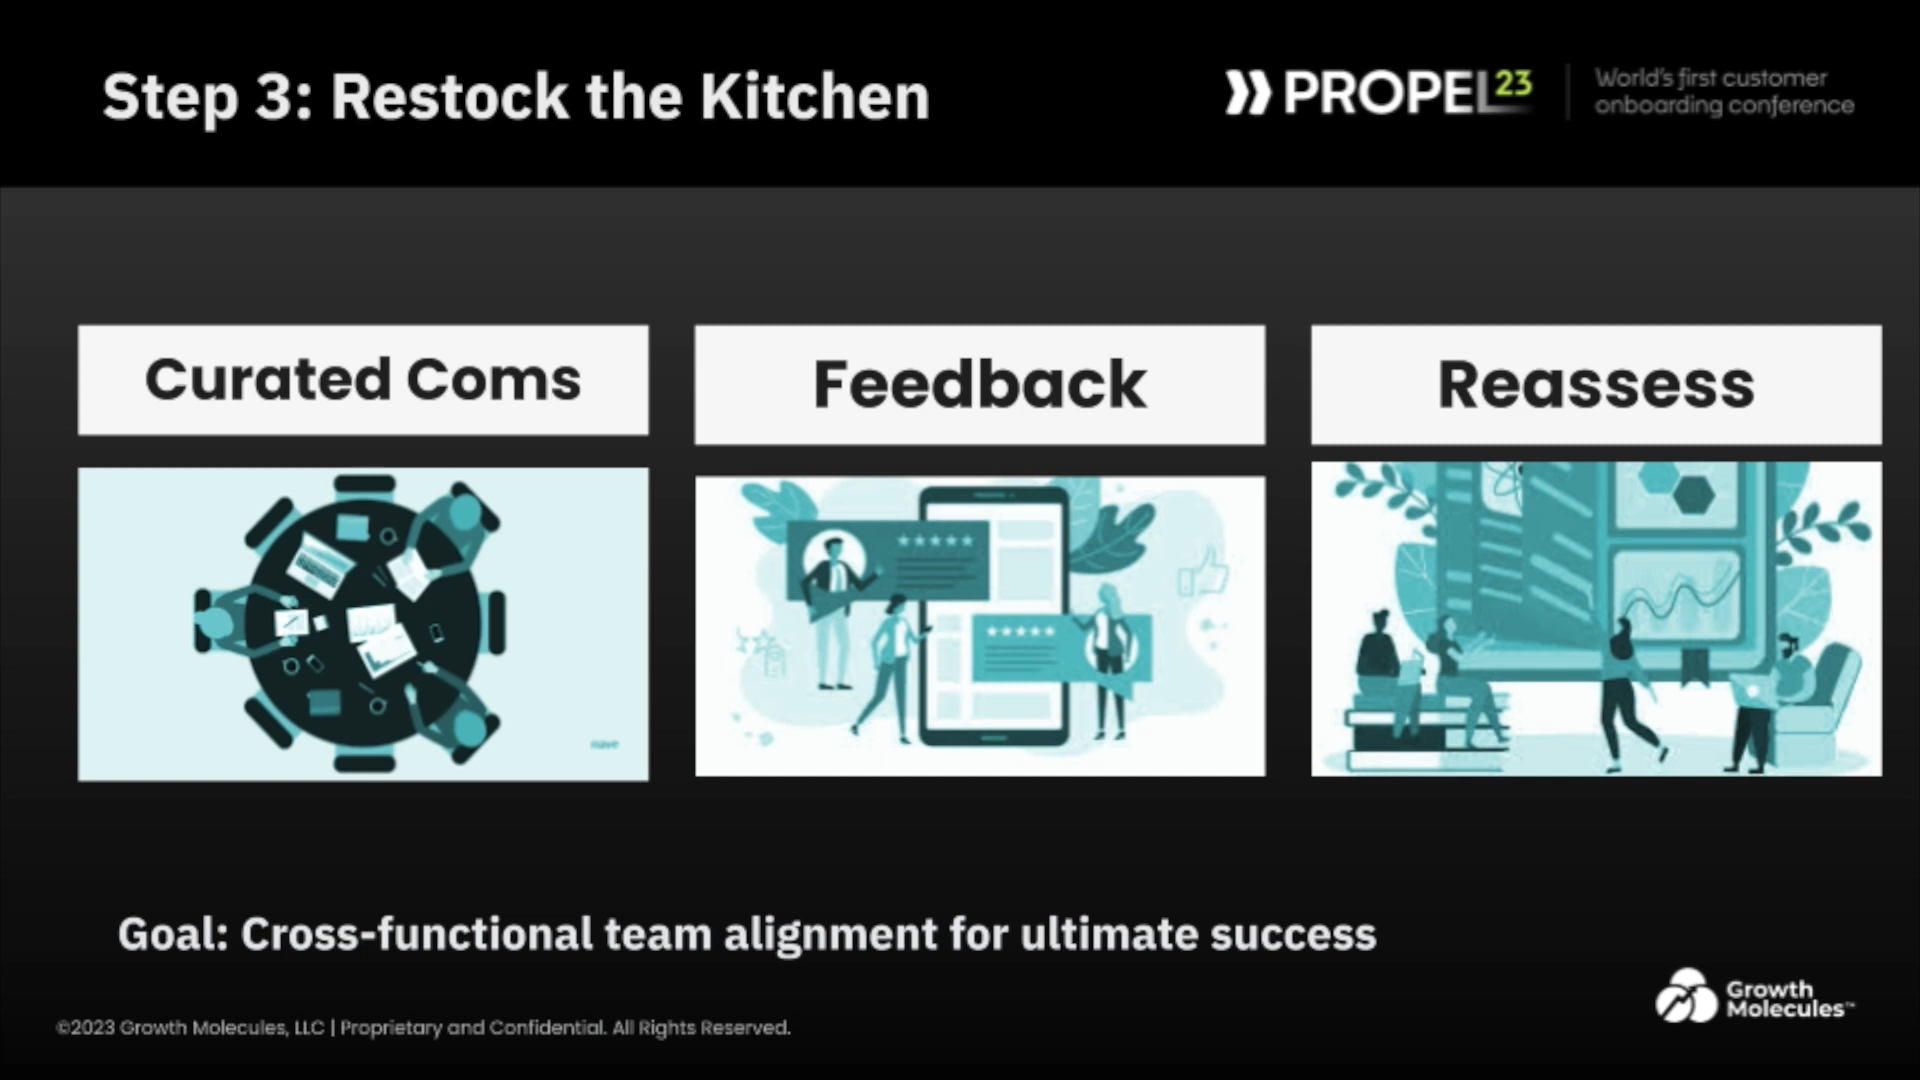 Step 3: Restock the Kitchen
PROPEL23
World's first customer
onboarding conference
Curated Coms
Feedback
Reassess
Goal: Cross-functional team alignment for ultimate success
Growth
Molecules™
©2023 Growth Molecules, LLC | Proprietary and Confidential. All Rights Reserved.